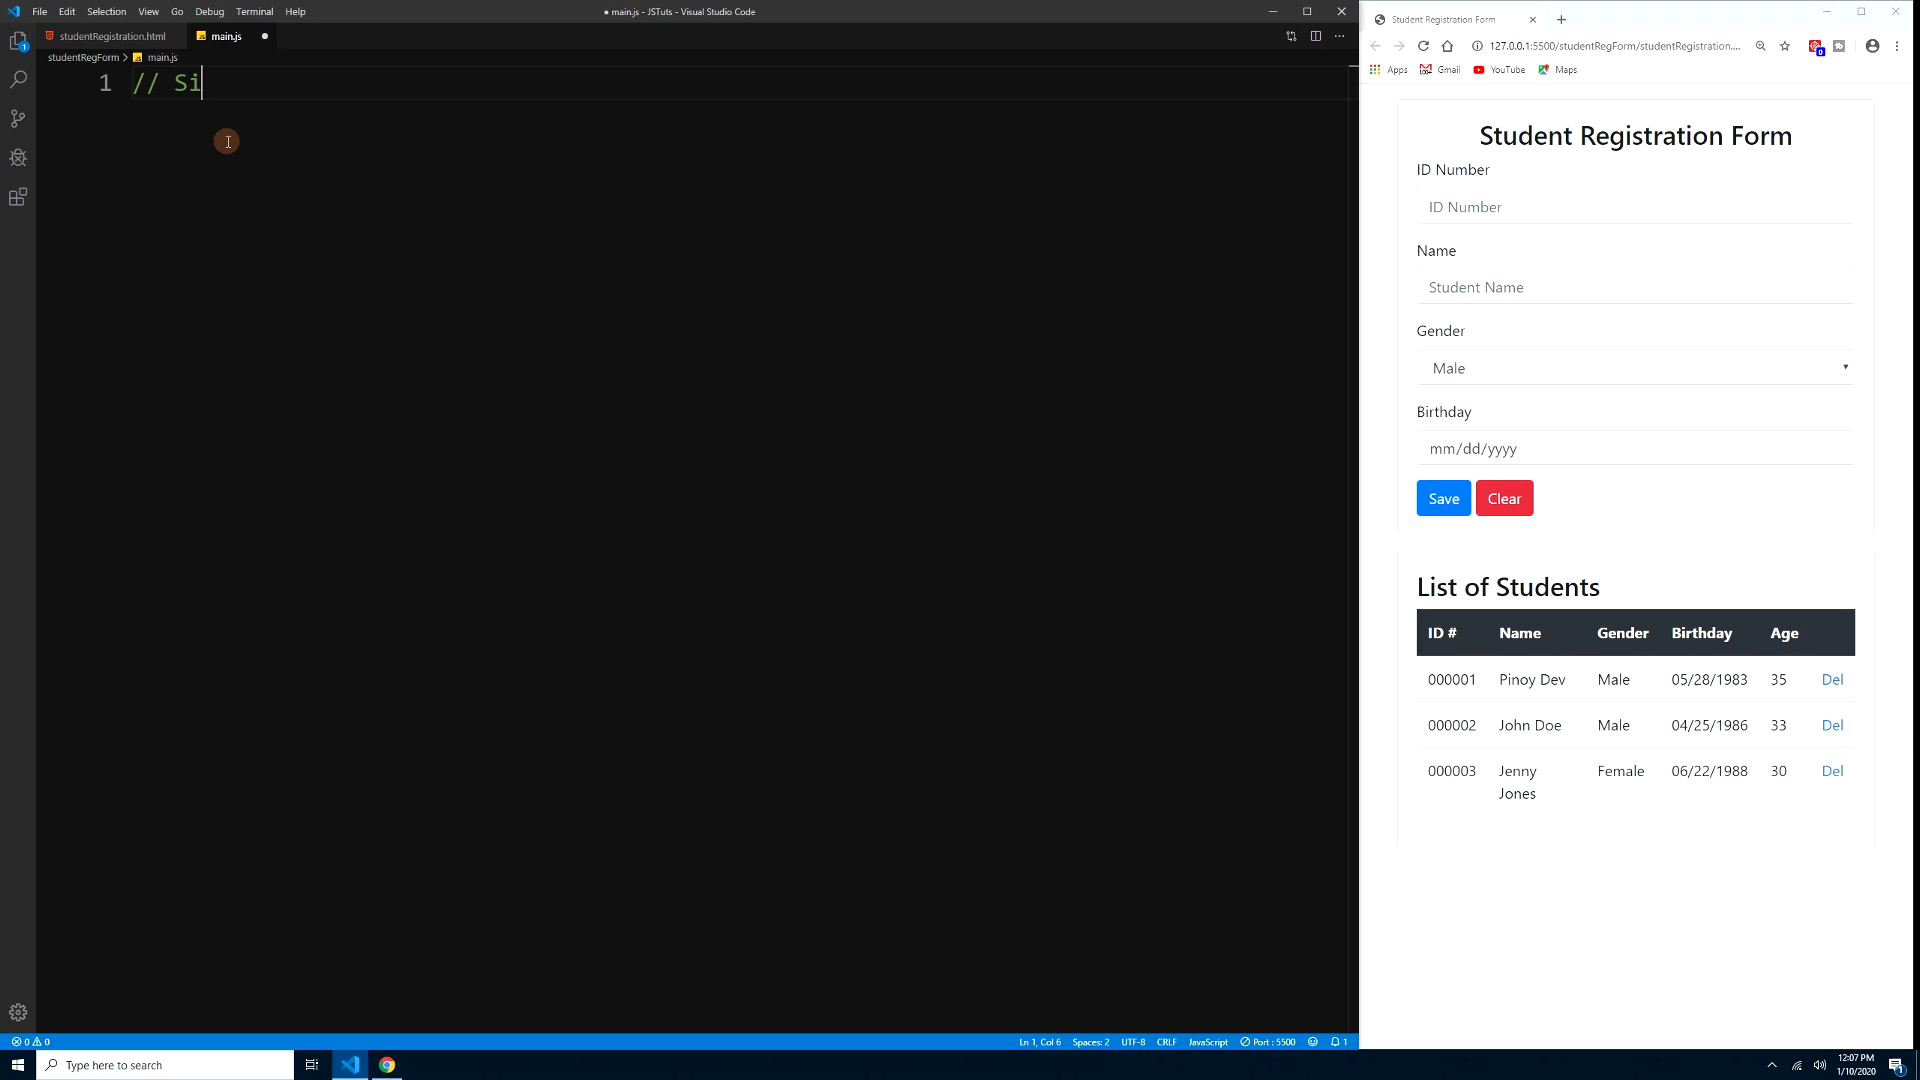 File Edit Selection View Go Debug Terminal Help
● main.js - JSTuts - Visual Studio Code
studentRegistration.html
main.js
studentRegForm > main.js
1 // Si
Ln 1, Col 6 Spaces: 2 UTF-8 CRLF JavaScript Port : 5500 1
0 0
Student Registration Form
127.0.0.1:5500/studentRegForm/studentRegistration....
Apps Gmail YouTube Maps
Student Registration Form
ID Number
ID Number
Name
Student Name
Gender
Male
Birthday
mm/dd/yyyy
Save Clear
List of Students
ID # Name Gender Birthday Age
000001 Pinoy Dev Male 05/28/1983 35 Del
000002 John Doe Male 04/25/1986 33 Del
000003 Jenny Jones Female 06/22/1988 30 Del
Type here to search
12:07 PM
1/10/2020